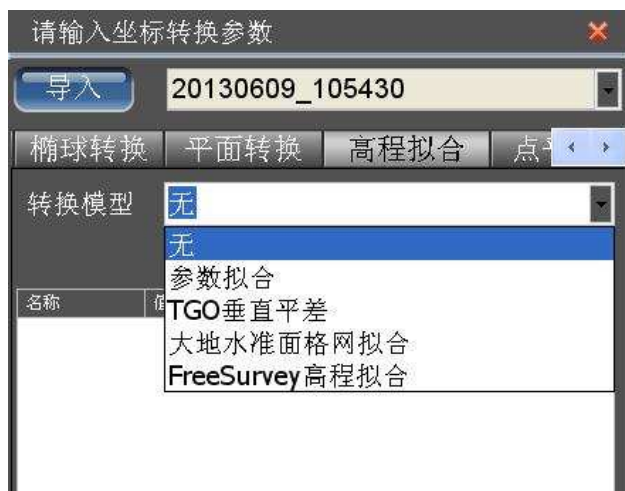 请输入坐标转换参数
导入 20130609_105430
椭球转换 平面转换 高程拟合 点
转换模型 无
无
参数拟合
名称
TGO垂直平差
大地水准面格网拟合
FreeSurvey高程拟合